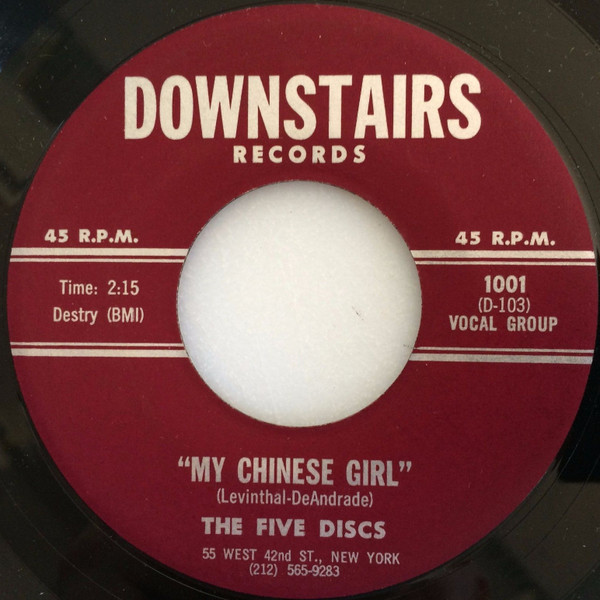 DOWNSTAIRS
RECORDS
45 R.P.M.
45 R.P.M.
Time: 2:15
Destry (BMI)
1001
(D-103)
VOCAL GROUP
"MY CHINESE GIRL"
(Levinthal-DeAndrade)
THE FIVE DISCS
55 WEST 42nd ST., NEW YORK
(212) 565-9283